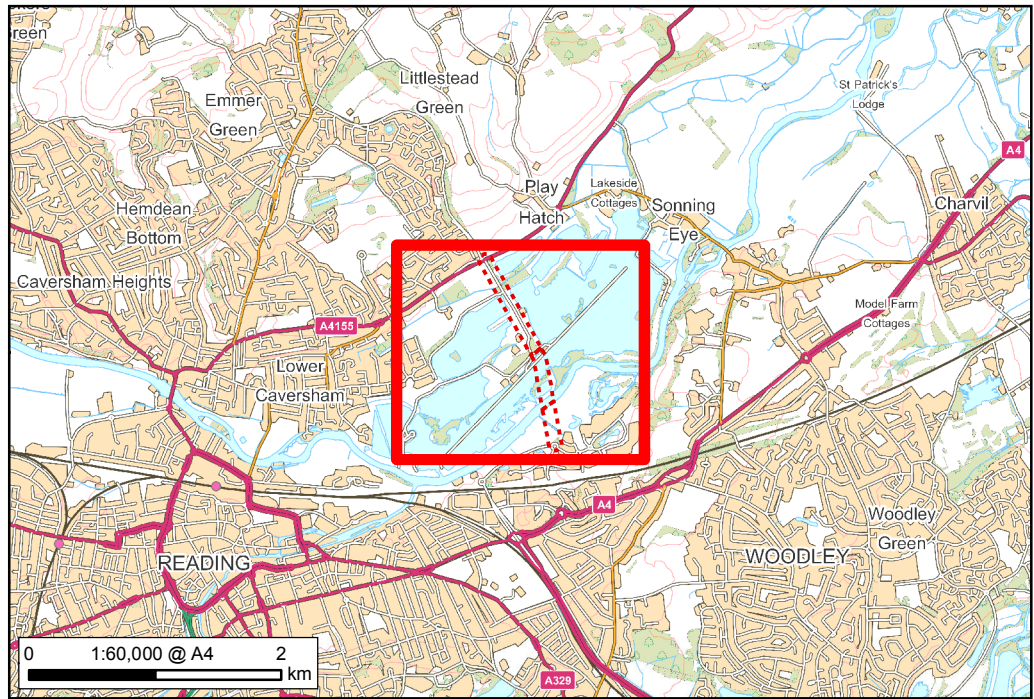 Green
Littlestead
Green
Emmer
Green
St Patrick's
Lodge
A4
Play
Hatch
Lakeside
Cottages
Sonning
Eye
Charvil
Hemdean
Bottom
Caversham Heights
A4155
Model Farm
Cottages
Lower
Caversham
A4
Woodley
Green
READING
WOODLEY
0 1:60,000 @ A4 2
km
A329